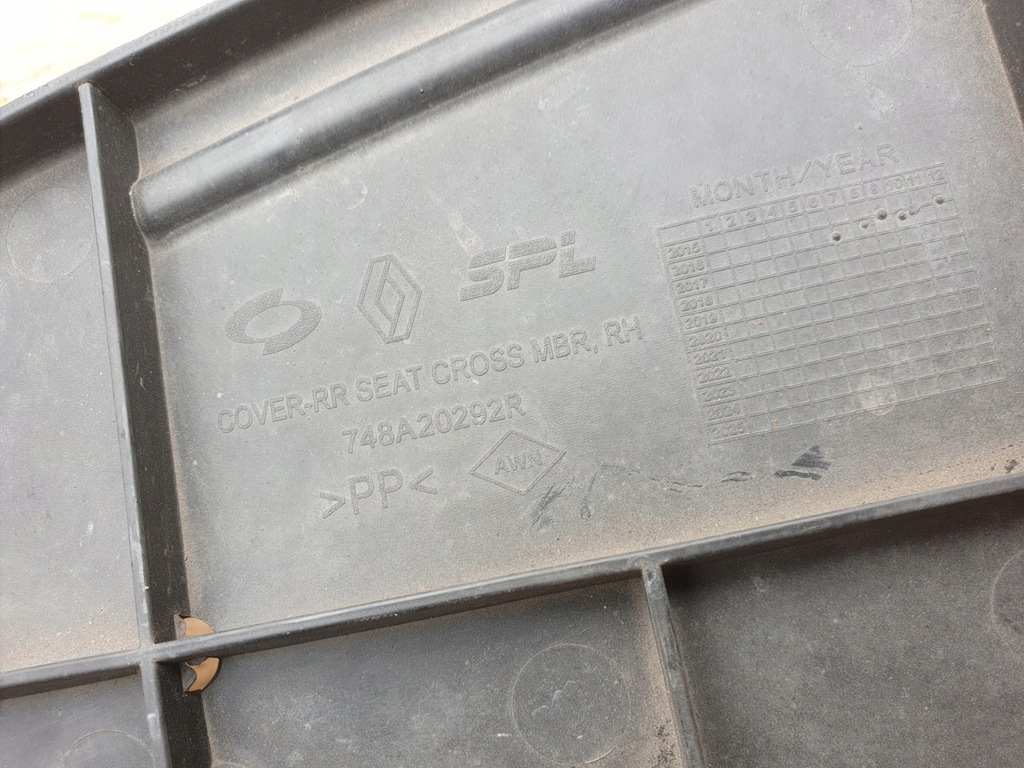 SPL
COVER-RR SEAT CROSS MBR, RH
748A20292R
>PP<
AWN
MONTH/YEAR
1 2 3 4 5 6 7 8 9 10 11 12
2015
2016
2017
2018
2019
2020
2021
2022
2023
2024
2025